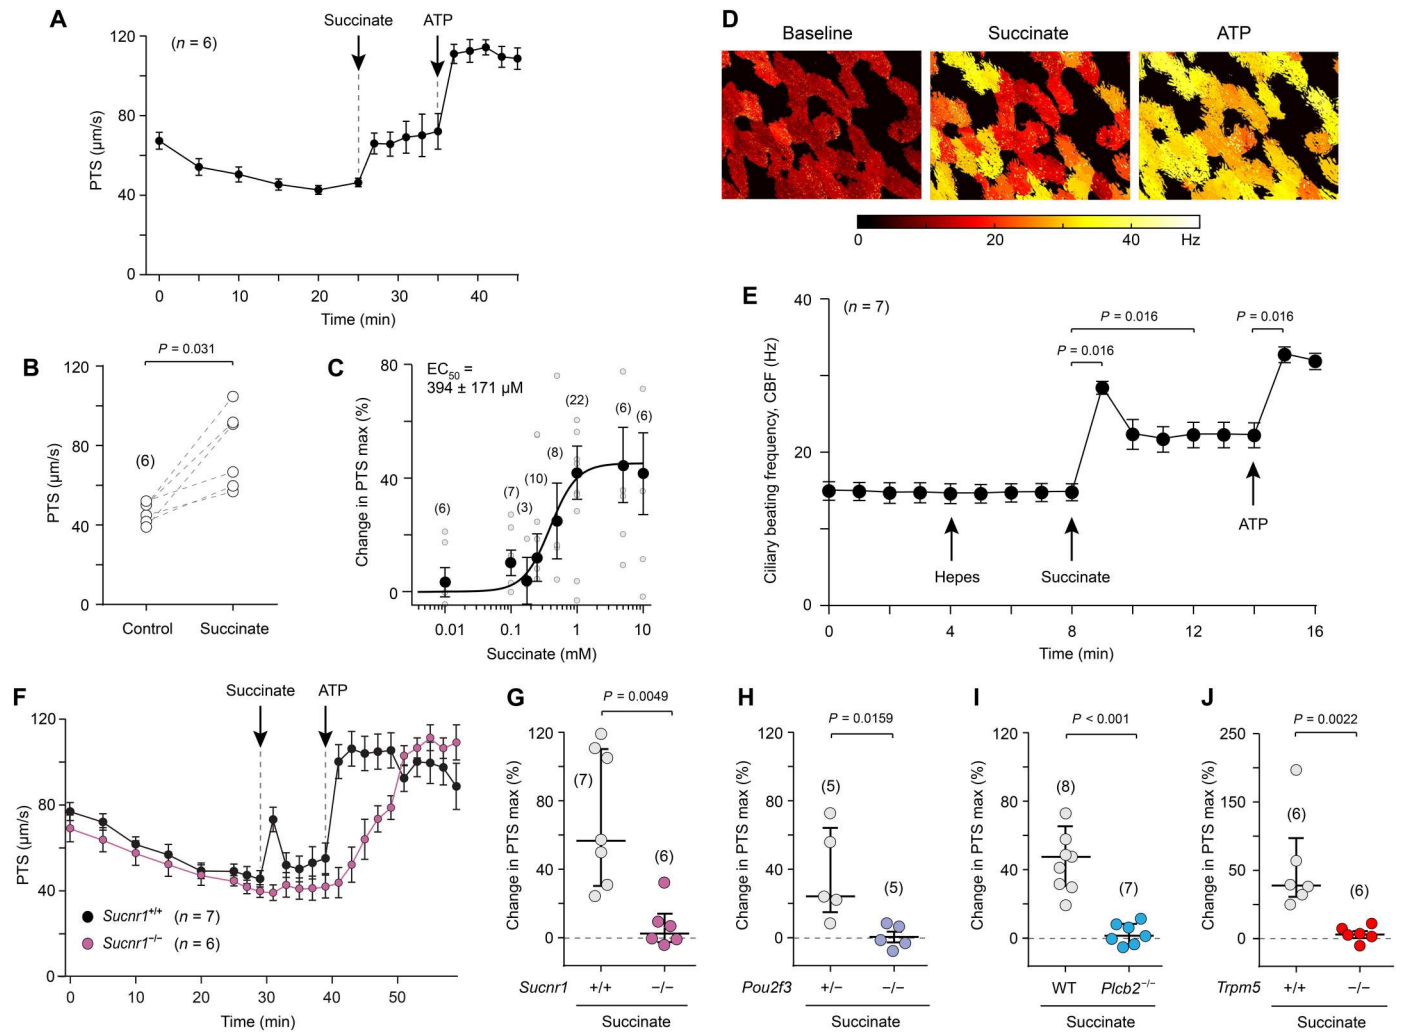 A
Succinate
ATP
(n = 6)
120
80
40
0
PTS (µm/s)
0
10
20
30
40
Time (min)
B
P = 0.031
120
80
40
0
PTS (µm/s)
(6)
Control
Succinate
C
EC50 =
394 ± 171 µM
80
40
0
Change in PTS max (%)
(6)
(7)
(3)
(10)
(8)
(22)
(6)
(6)
0.01
0.1
1
10
Succinate (mM)
D
Baseline
Succinate
ATP
0
20
40
Hz
E
(n = 7)
40
20
0
Ciliary beating frequency, CBF (Hz)
P = 0.016
P = 0.016
P = 0.016
Hepes
Succinate
ATP
0
4
8
12
16
Time (min)
F
Succinate
ATP
120
80
40
0
PTS (µm/s)
Sucnr1+/+ (n = 7)
Sucnr1−/− (n = 6)
0
10
20
30
40
50
Time (min)
G
P = 0.0049
120
80
40
0
Change in PTS max (%)
(7)
(6)
Sucnr1 +/+ −/−
Succinate
H
P = 0.0159
120
80
40
0
Change in PTS max (%)
(5)
(5)
Pou2f3 +/− −/−
Succinate
I
P < 0.001
120
80
40
0
Change in PTS max (%)
(8)
(7)
WT Plcb2−/−
Succinate
J
P = 0.0022
250
150
50
0
Change in PTS max (%)
(6)
(6)
Trpm5 +/+ −/−
Succinate